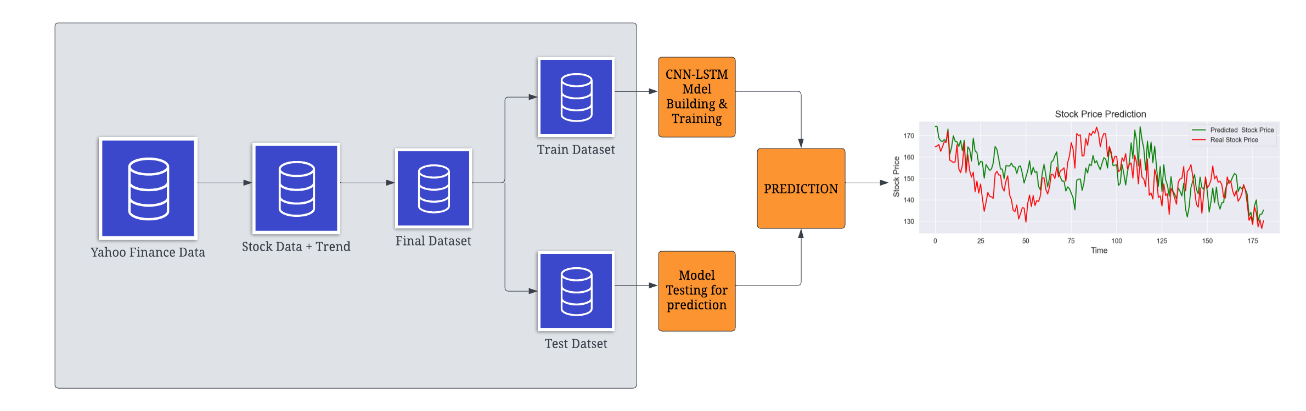 Yahoo Finance Data
Stock Data + Trend
Final Dataset
Train Dataset
Test Datset
CNN-LSTM
Mdel
Building &
Training
Model
Testing for
prediction
PREDICTION
Stock Price Prediction
Predicted Stock Price
Real Stock Price
Stock Price
170
160
150
140
130
0 25 50 75 100 125 150 175
Time